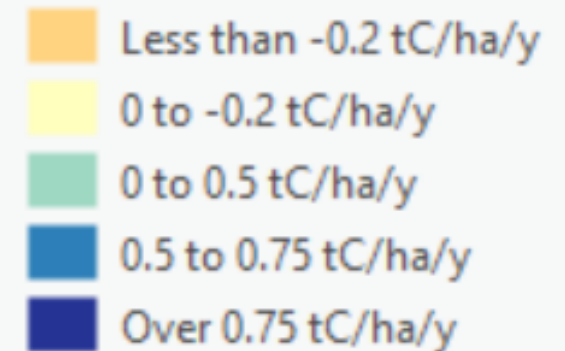 Less than -0.2 tC/ha/y
0 to -0.2 tC/ha/y
0 to 0.5 tC/ha/y
0.5 to 0.75 tC/ha/y
Over 0.75 tC/ha/y